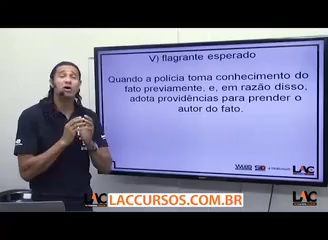 V) flagrante esperado
Quando a polícia toma conhecimento do
fato previamente, e, em razão disso,
adota providências para prender o
autor do fato.
LAC
LAC
LACCURSOS.COM.BR
LAC